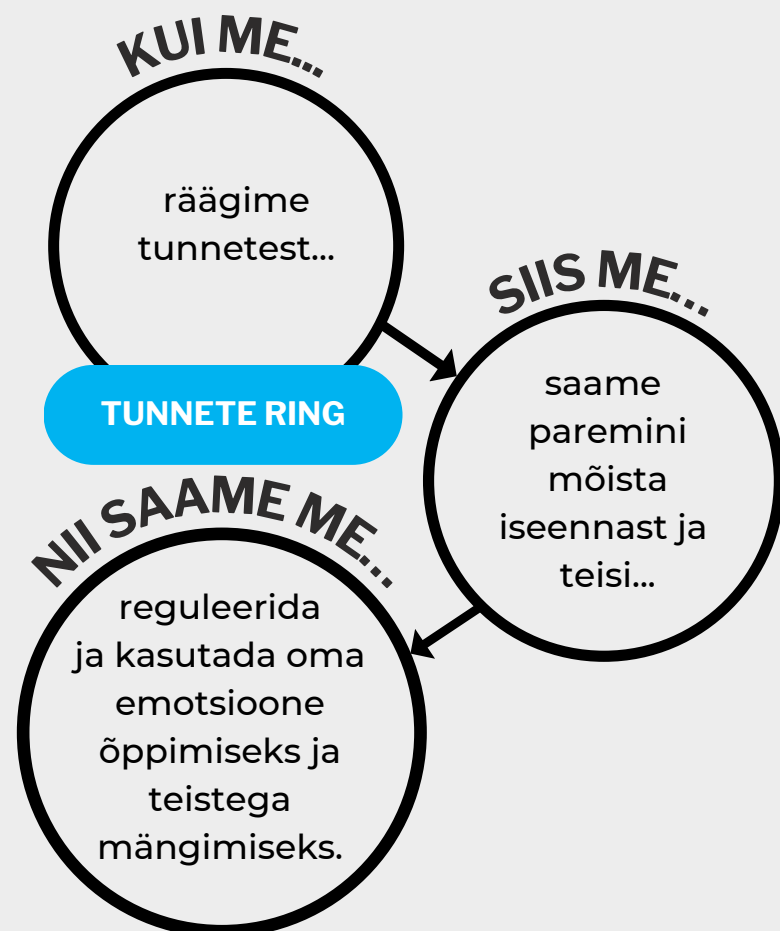 KUI ME...
räägime
tunnetest...
SIIS ME...
saame
paremini
mõista
iseennast ja
teisi...
TUNNETE RING
NII SAAME ME...
reguleerida
ja kasutada oma
emotsioone
õppimiseks ja
teistega
mängimiseks.